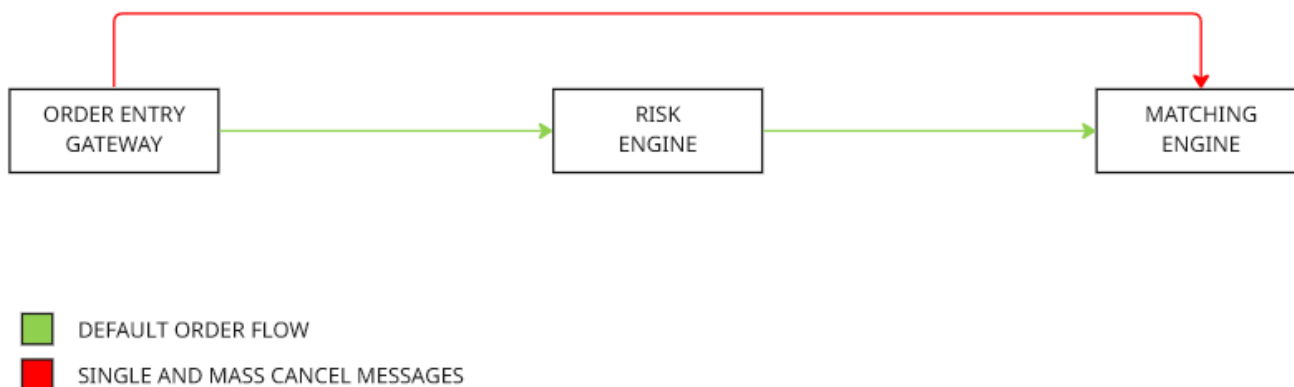 ORDER ENTRY
GATEWAY
RISK
ENGINE
MATCHING
ENGINE
DEFAULT ORDER FLOW
SINGLE AND MASS CANCEL MESSAGES